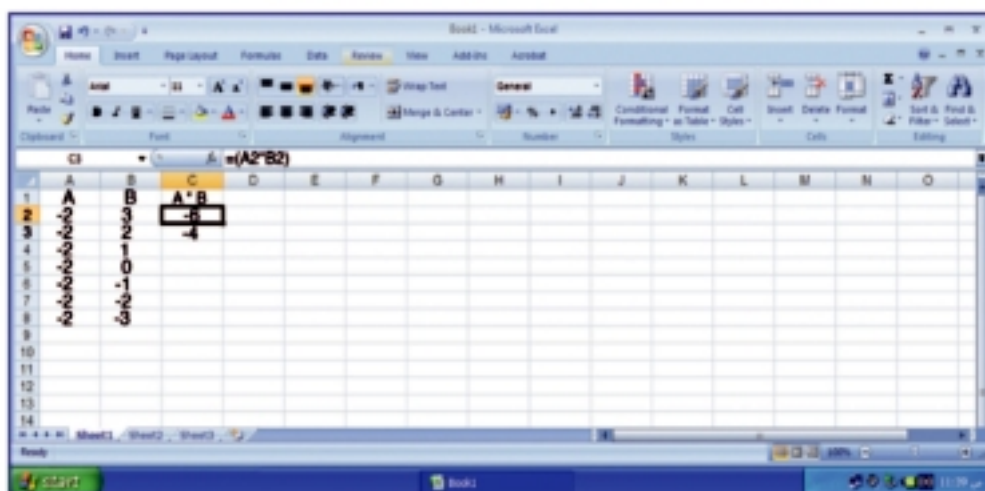 Book1 - Microsoft Excel
Home Insert Page Layout Formulas Data Review View Add-Ins Acrobat
Arial 11 A A Wrap Text General
Paste B I Merge & Center % Conditional Formatting Format as Table Cell Styles Insert Delete Format Sort & Filter Find & Select
Clipboard Font Alignment Number Styles Cells Editing
=(A2*B2)
A B C D E F G H I J K L M N O
1 A B A * B
2 -2 3 -6
3 -2 2 -4
4 -2 1
5 -2 0
6 -2 -1
7 -2 -2
8 -2 -3
9
10
11
12
13
14
Sheet1 Sheet2 Sheet3
Ready 100%
start Book1